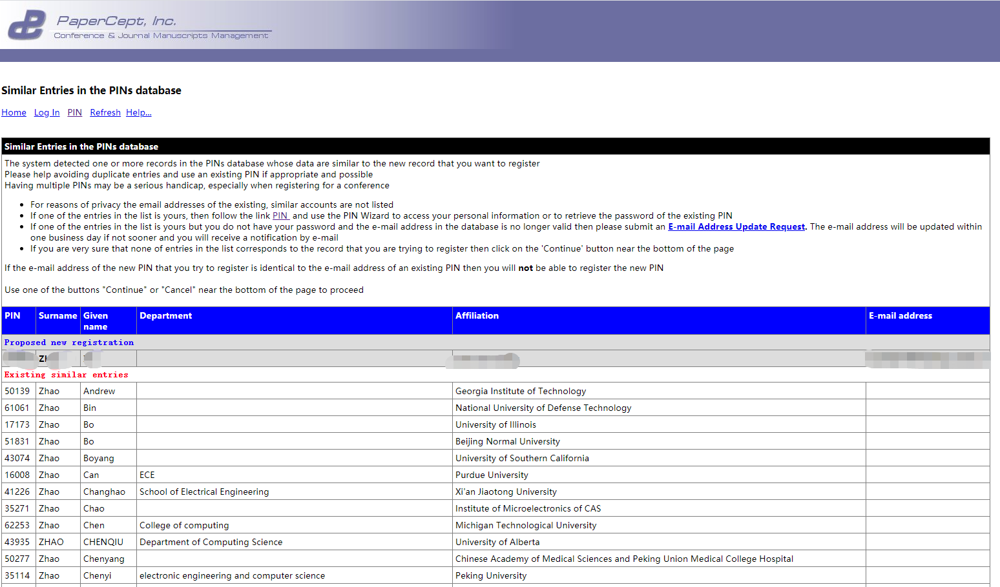 PaperCept, Inc.
Conference & Journal Manuscripts Management
Similar Entries in the PINs database
Home Log In PIN Refresh Help...
Similar Entries in the PINs database
The system detected one or more records in the PINs database whose data are similar to the new record that you want to register
Please help avoiding duplicate entries and use an existing PIN if appropriate and possible
Having multiple PINs may be a serious handicap, especially when registering for a conference
• For reasons of privacy the email addresses of the existing, similar accounts are not listed
• If one of the entries in the list is yours, then follow the link PIN and use the PIN Wizard to access your personal information or to retrieve the password of the existing PIN
• If one of the entries in the list is yours but you do not have your password and the e-mail address in the database is no longer valid then please submit an E-mail Address Update Request. The e-mail address will be updated within
one business day if not sooner and you will receive a notification by e-mail
• If you are very sure that none of entries in the list corresponds to the record that you are trying to register then click on the 'Continue' button near the bottom of the page
If the e-mail address of the new PIN that you try to register is identical to the e-mail address of an existing PIN then you will not be able to register the new PIN
Use one of the buttons "Continue" or "Cancel" near the bottom of the page to proceed
PIN Surname Given name Department Affiliation E-mail address
Proposed new registration
Existing similar entries
50139 Zhao Andrew Georgia Institute of Technology
61061 Zhao Bin National University of Defense Technology
17173 Zhao Bo University of Illinois
51831 Zhao Bo Beijing Normal University
43074 Zhao Boyang University of Southern California
16008 Zhao Can ECE Purdue University
41226 Zhao Changhao School of Electrical Engineering Xi'an Jiaotong University
35271 Zhao Chao Institute of Microelectronics of CAS
62253 Zhao Chen College of computing Michigan Technological University
43935 ZHAO CHENQIU Department of Computing Science University of Alberta
50277 Zhao Chenyang Chinese Academy of Medical Sciences and Peking Union Medical College Hospital
35114 Zhao Chenyi electronic engineering and computer science Peking University